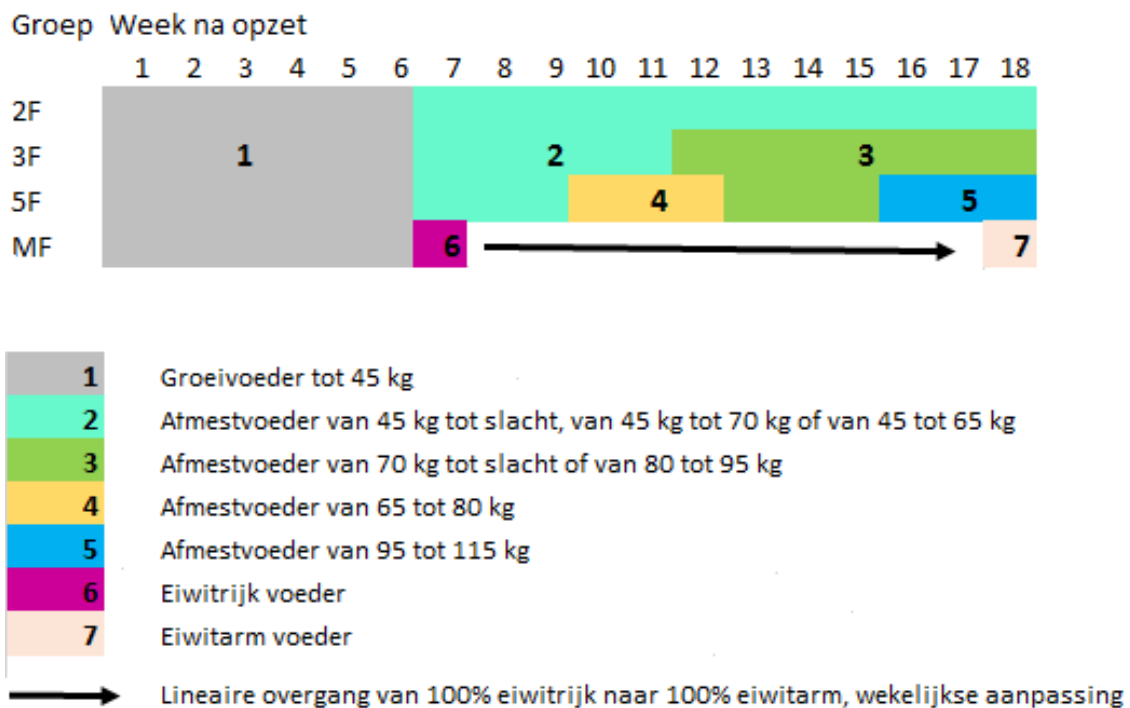 Groep Week na opzet
1 2 3 4 5 6 7 8 9 10 11 12 13 14 15 16 17 18
2F
3F 1 2 3
5F 4 5
MF 6 7
1 Groeivoeder tot 45 kg
2 Afmestvoeder van 45 kg tot slacht, van 45 kg tot 70 kg of van 45 tot 65 kg
3 Afmestvoeder van 70 kg tot slacht of van 80 tot 95 kg
4 Afmestvoeder van 65 tot 80 kg
5 Afmestvoeder van 95 tot 115 kg
6 Eiwitrijk voeder
7 Eiwitarm voeder
Lineaire overgang van 100% eiwitrijk naar 100% eiwitarm, wekelijkse aanpassing